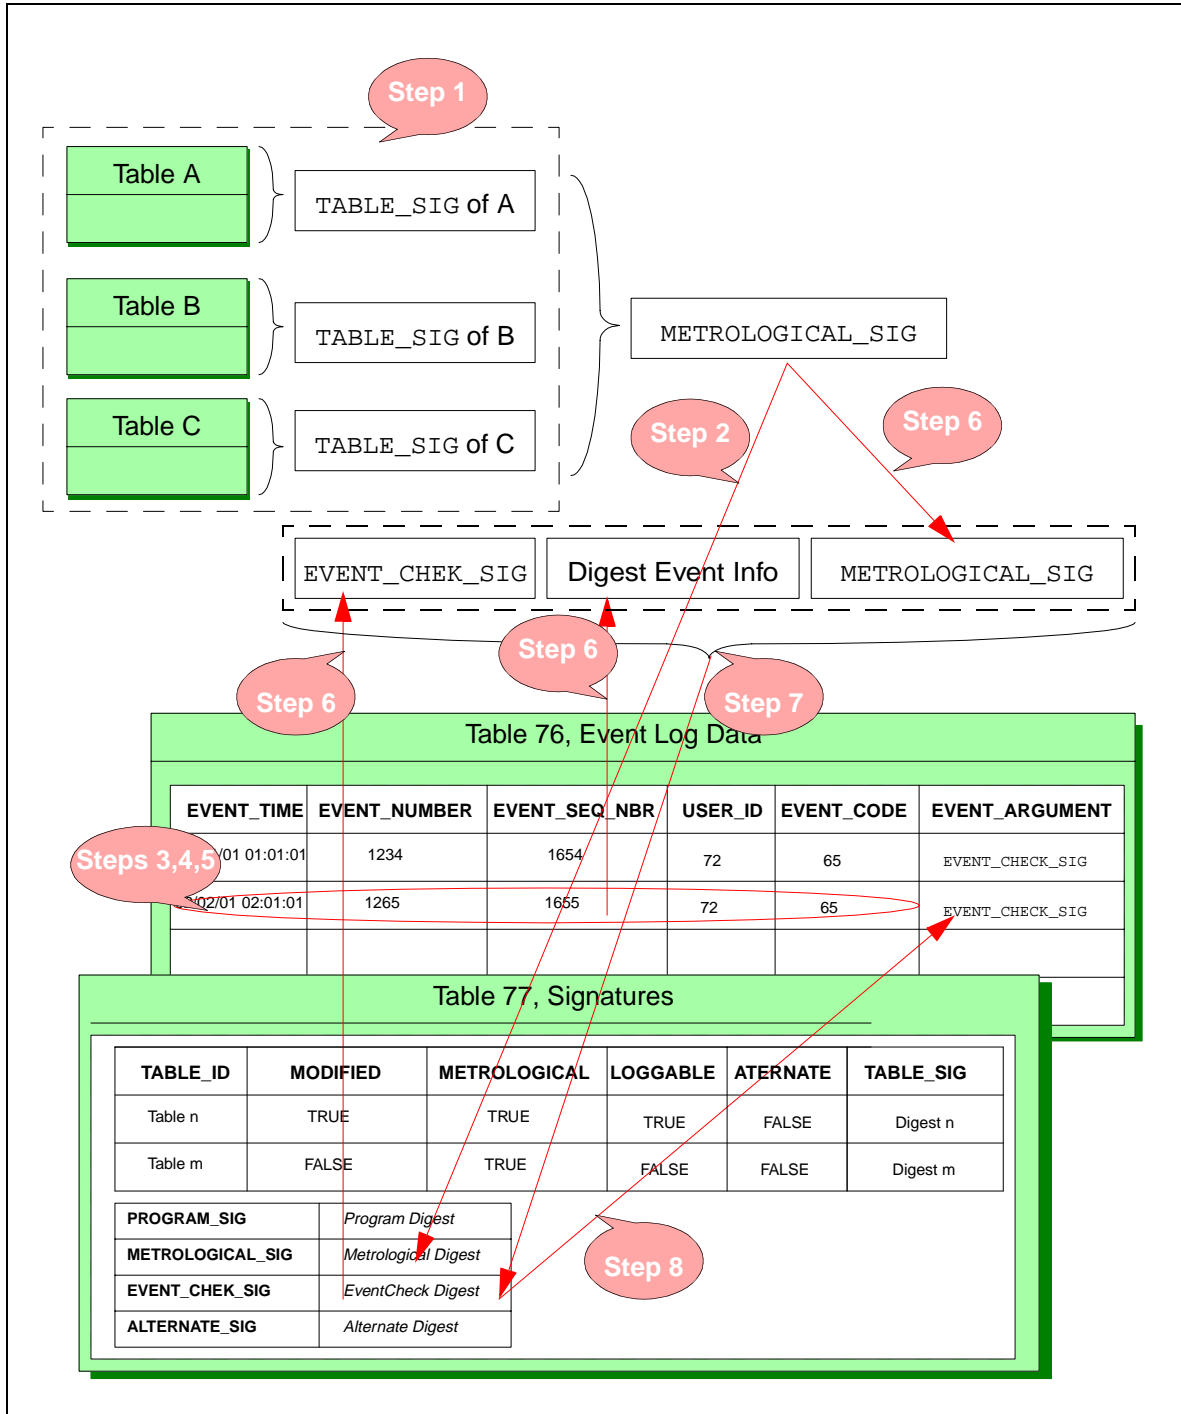 Step 1
Table A
TABLE_SIG of A
Table B
TABLE_SIG of B
METROLOGICAL_SIG
Table C
TABLE_SIG of C
Step 2
Step 6
EVENT_CHEK_SIG
Digest Event Info
METROLOGICAL_SIG
Step 6
Step 6
Step 7
Table 76, Event Log Data
EVENT_TIME EVENT_NUMBER EVENT_SEQ_NBR USER_ID EVENT_CODE EVENT_ARGUMENT
/01 01:01:01 1234 1654 72 65 EVENT_CHECK_SIG
Steps 3,4,5
/02/01 02:01:01 1265 1655 72 65 EVENT_CHECK_SIG
Table 77, Signatures
TABLE_ID MODIFIED METROLOGICAL LOGGABLE ATERNATE TABLE_SIG
Table n TRUE TRUE TRUE FALSE Digest n
Table m FALSE TRUE FALSE FALSE Digest m
PROGRAM_SIG Program Digest
METROLOGICAL_SIG Metrological Digest
EVENT_CHEK_SIG EventCheck Digest
ALTERNATE_SIG Alternate Digest
Step 8